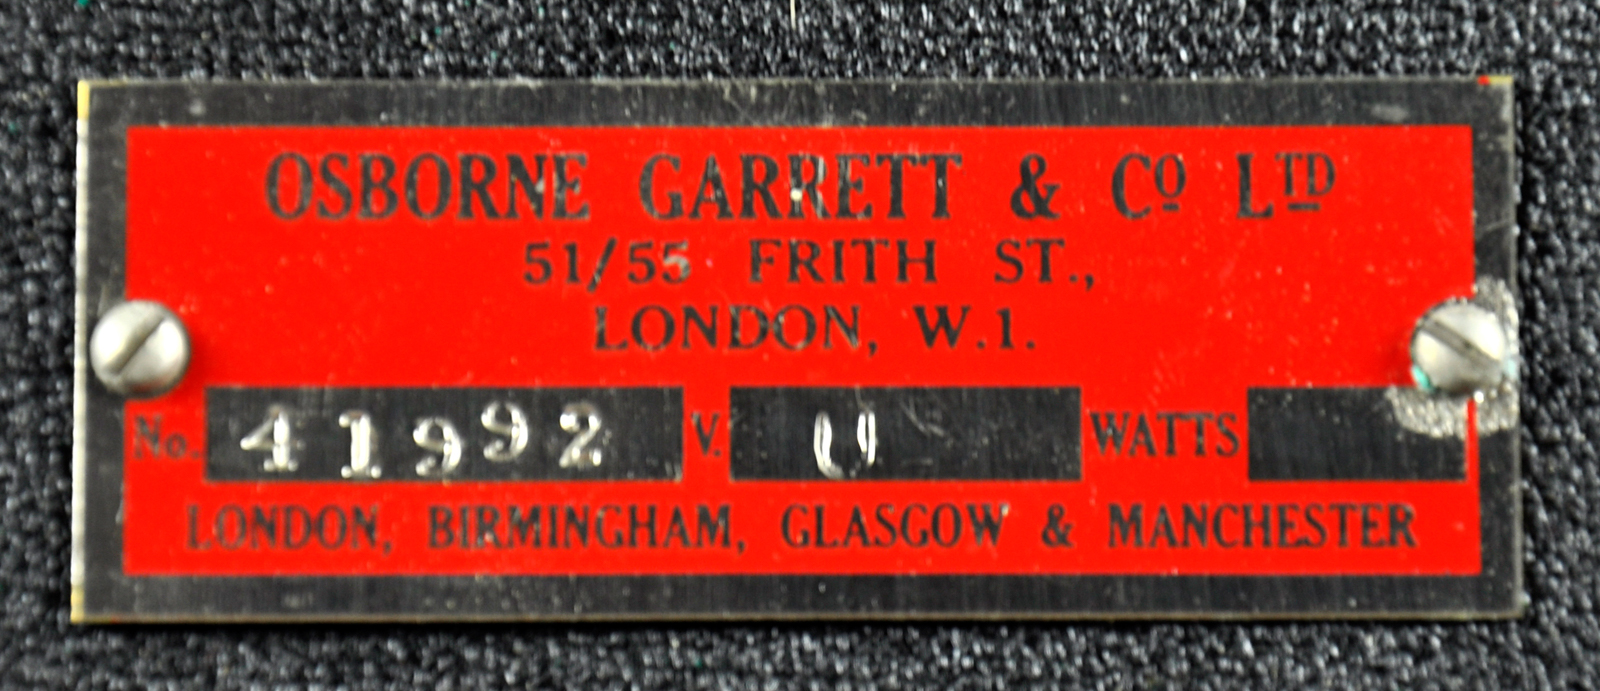 OSBORNE GARRETT & CO LTD
51/55 FRITH ST.,
LONDON, W.1.
No. 41992 V. U WATTS
LONDON, BIRMINGHAM, GLASGOW & MANCHESTER